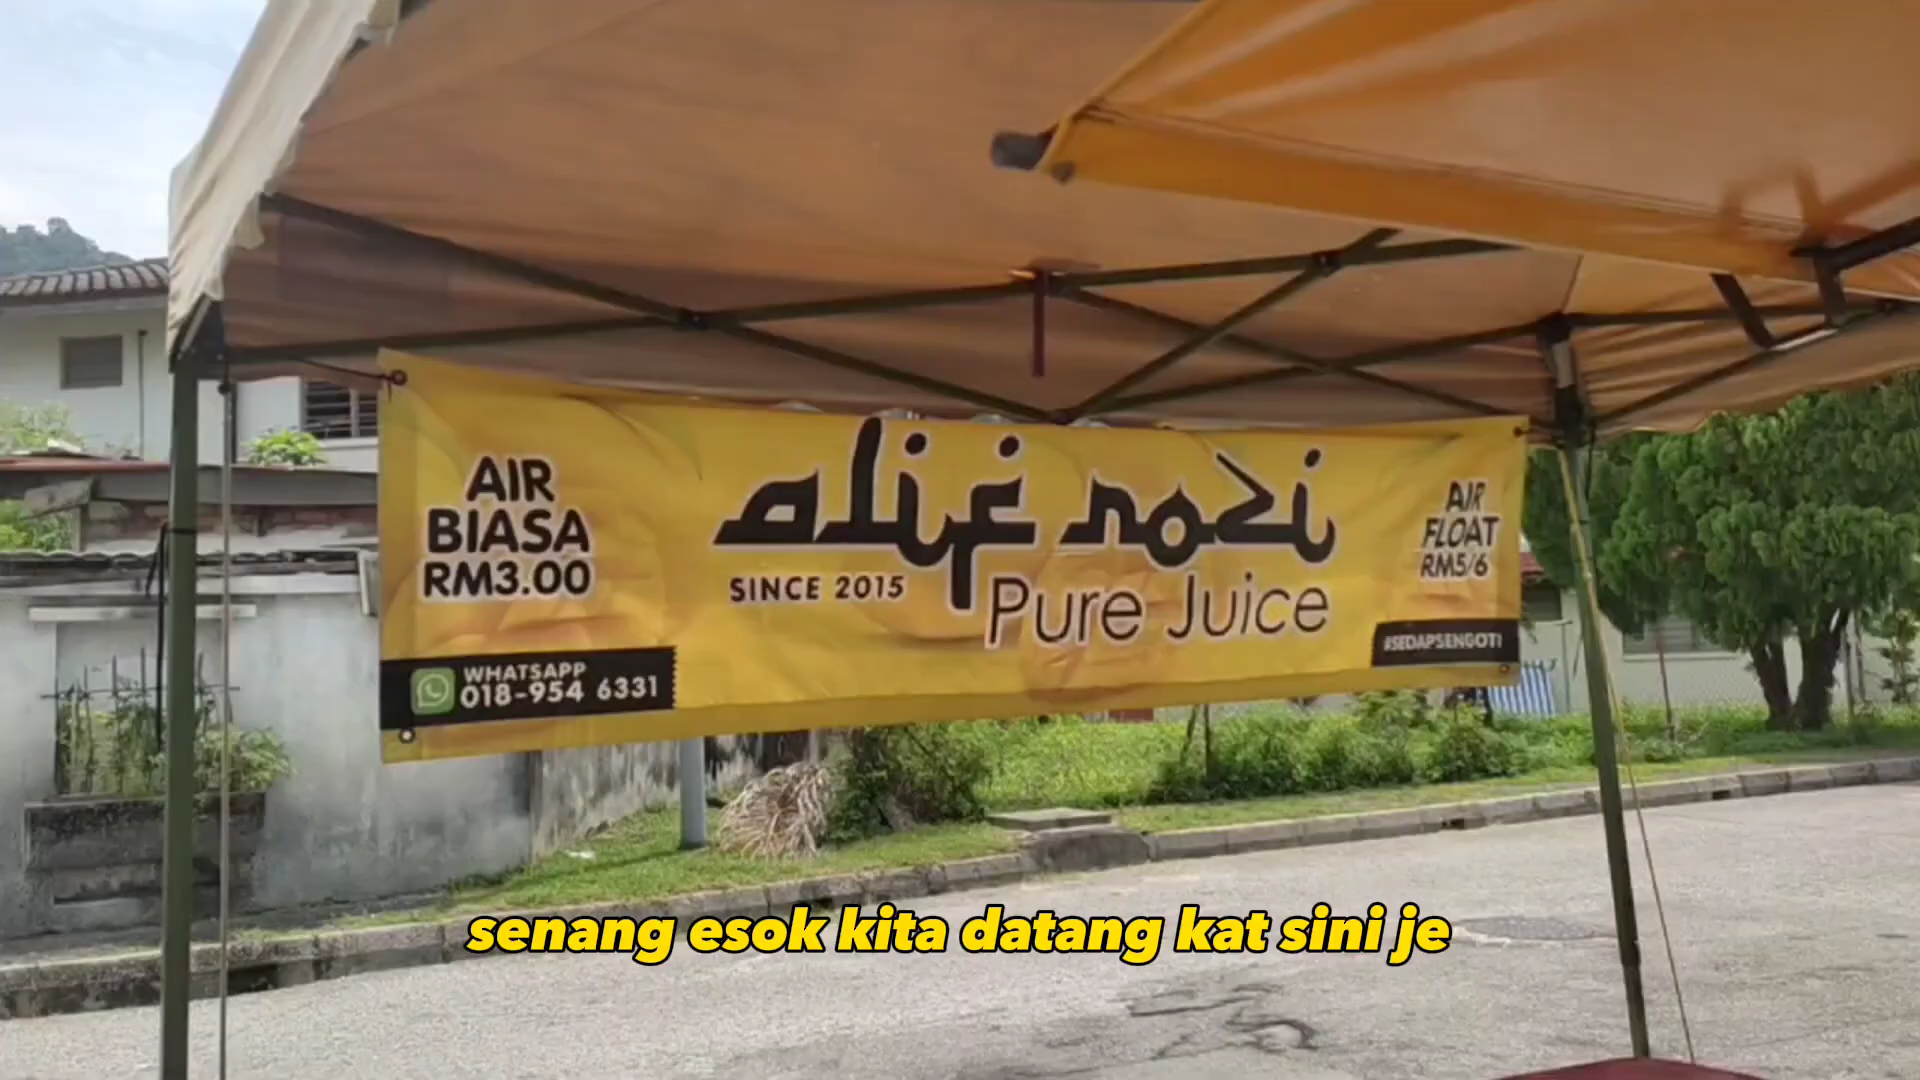 AIR
BIASA
RM3.00
WHATSAPP
018-954 6331
alif rozi
SINCE 2015
Pure Juice
AIR
FLOAT
RM5/6
#SEDAPSENGOTI
senang esok kita datang kat sini je